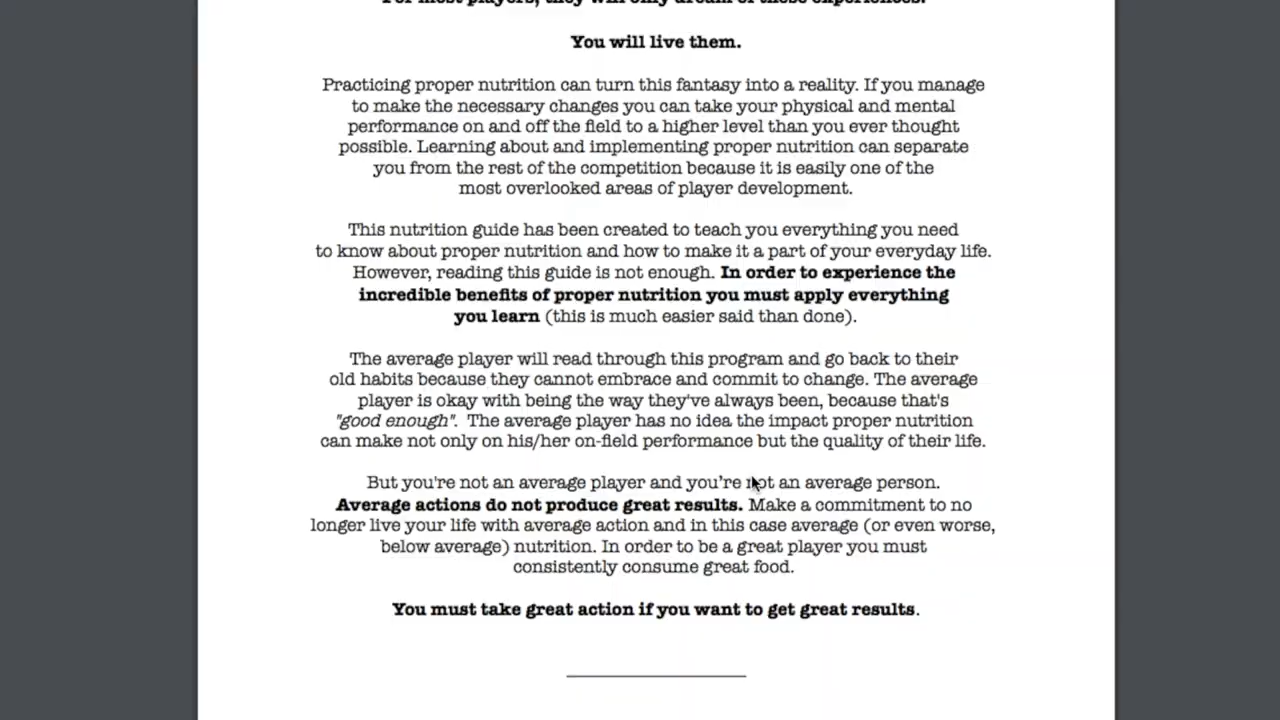 For most players, they will only dream of these experiences.
You will live them.
Practicing proper nutrition can turn this fantasy into a reality. If you manage
to make the necessary changes you can take your physical and mental
performance on and off the field to a higher level than you ever thought
possible. Learning about and implementing proper nutrition can separate
you from the rest of the competition because it is easily one of the
most overlooked areas of player development.
This nutrition guide has been created to teach you everything you need
to know about proper nutrition and how to make it a part of your everyday life.
However, reading this guide is not enough. In order to experience the
incredible benefits of proper nutrition you must apply everything
you learn (this is much easier said than done).
The average player will read through this program and go back to their
old habits because they cannot embrace and commit to change. The average
player is okay with being the way they've always been, because that's
"good enough". The average player has no idea the impact proper nutrition
can make not only on his/her on-field performance but the quality of their life.
But you're not an average player and you’re not an average person.
Average actions do not produce great results. Make a commitment to no
longer live your life with average action and in this case average (or even worse,
below average) nutrition. In order to be a great player you must
consistently consume great food.
You must take great action if you want to get great results.